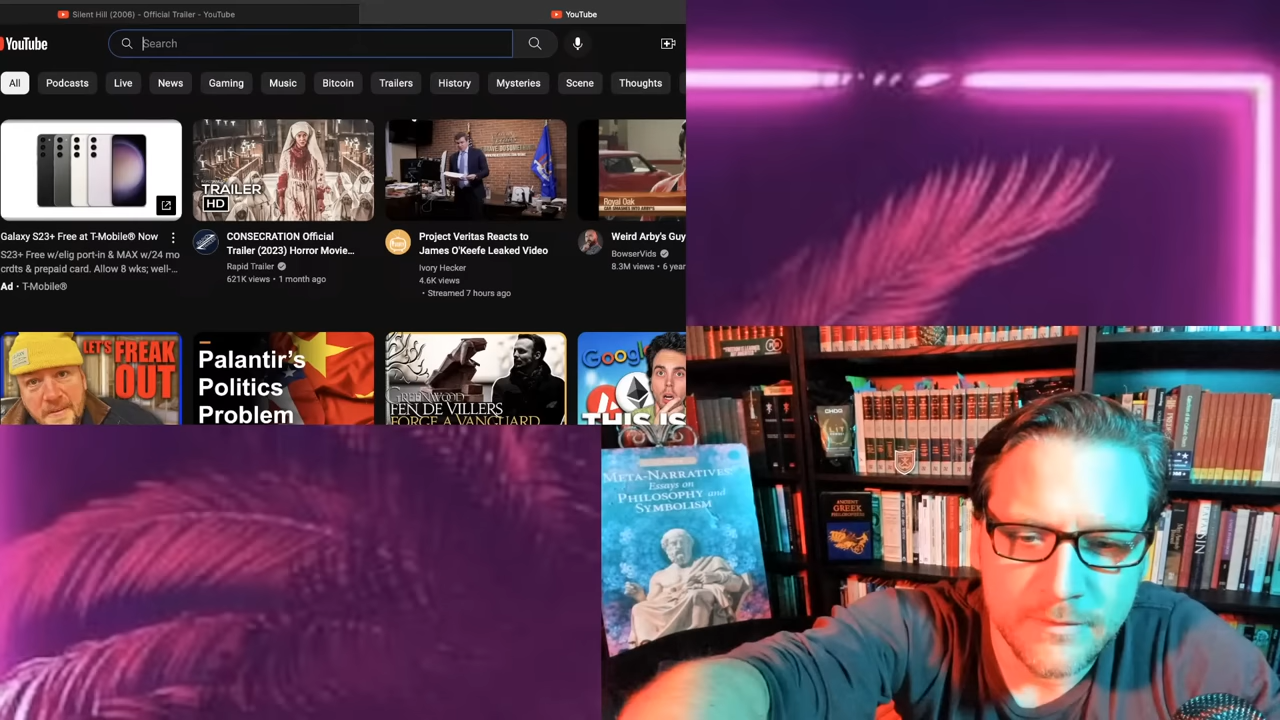 Silent Hill (2006) - Official Trailer - YouTube
YouTube
YouTube
Search
All
Podcasts
Live
News
Gaming
Music
Bitcoin
Trailers
History
Mysteries
Scene
Thoughts
TRAILER
HD
Royal Oak
Galaxy S23+ Free at T-Mobile® Now
S23+ Free w/elig port-in & MAX w/24 mo
crdts & prepaid card. Allow 8 wks; well-...
Ad • T-Mobile®
CONSECRATION Official
Trailer (2023) Horror Movie...
Rapid Trailer
621K views • 1 month ago
Project Veritas Reacts to
James O'Keefe Leaked Video
Ivory Hecker
4.6K views
• Streamed 7 hours ago
Weird Arby's Guy
BowserVids
8.3M views • 6 year
LET'S FREAK
OUT
Palantir's
Politics
Problem
GREENWOOD
FEN DE VILLERS
FORGE A VANGUARD
Google
THIS IS
META-NARRATIVES:
Essays on
PHILOSOPHY and
SYMBOLISM
ANCIENT
GREEK
PHILOSOPHERS